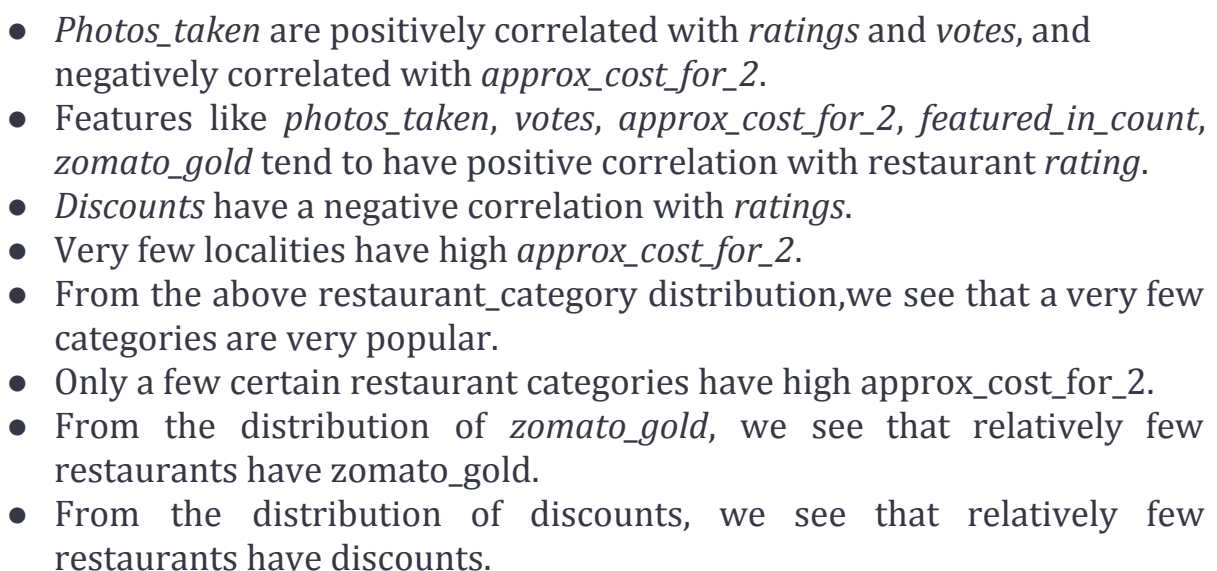 ● Photos_taken are positively correlated with ratings and votes, and
negatively correlated with approx_cost_for_2.
● Features like photos_taken, votes, approx_cost_for_2, featured_in_count,
zomato_gold tend to have positive correlation with restaurant rating.
● Discounts have a negative correlation with ratings.
● Very few localities have high approx_cost_for_2.
● From the above restaurant_category distribution,we see that a very few
categories are very popular.
● Only a few certain restaurant categories have high approx_cost_for_2.
● From the distribution of zomato_gold, we see that relatively few
restaurants have zomato_gold.
● From the distribution of discounts, we see that relatively few
restaurants have discounts.